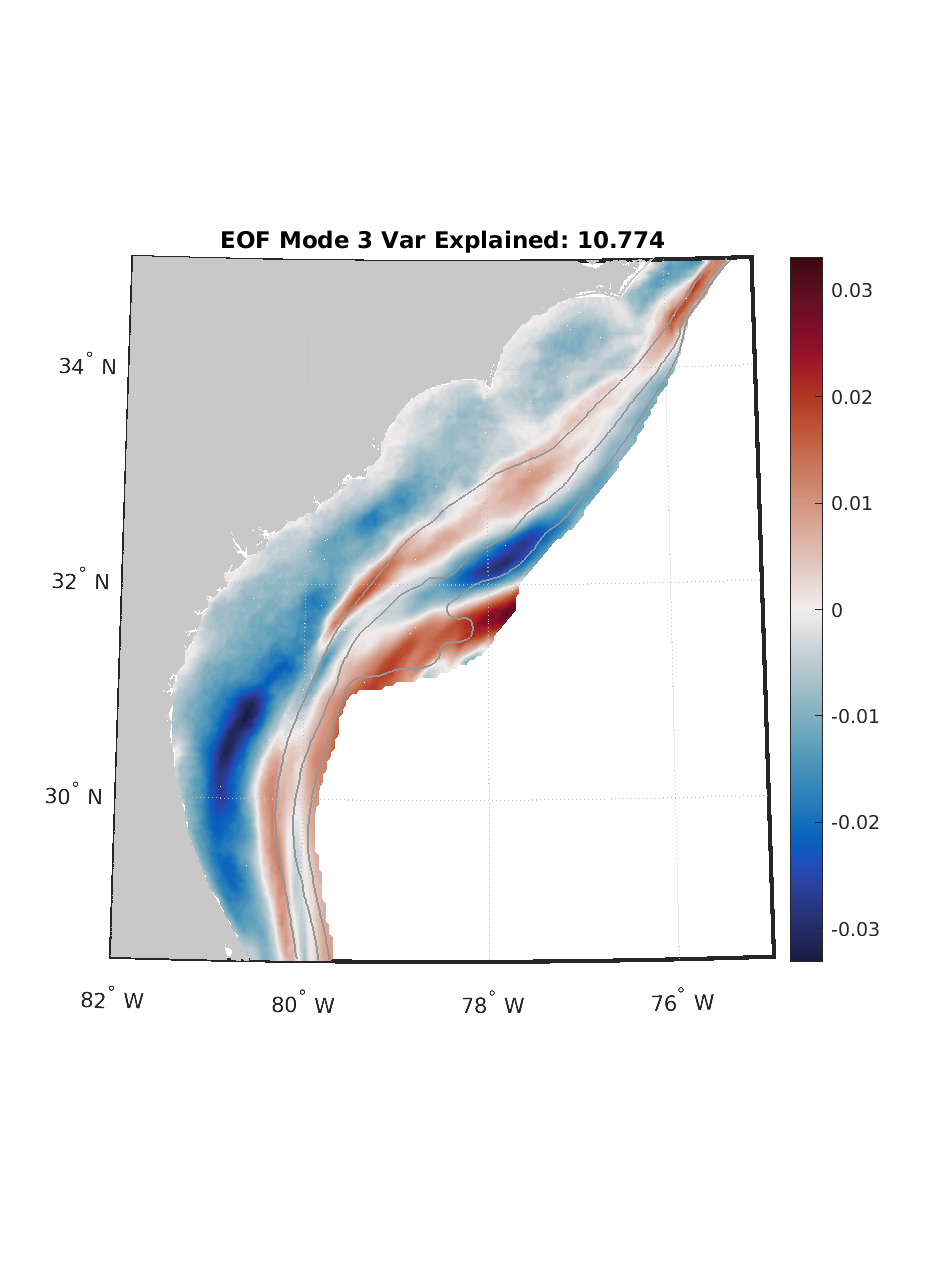 EOF Mode 3 Var Explained: 10.774
34° N
32° N
30° N
82° W
80° W
78° W
76° W
0.03
0.02
0.01
0
-0.01
-0.02
-0.03